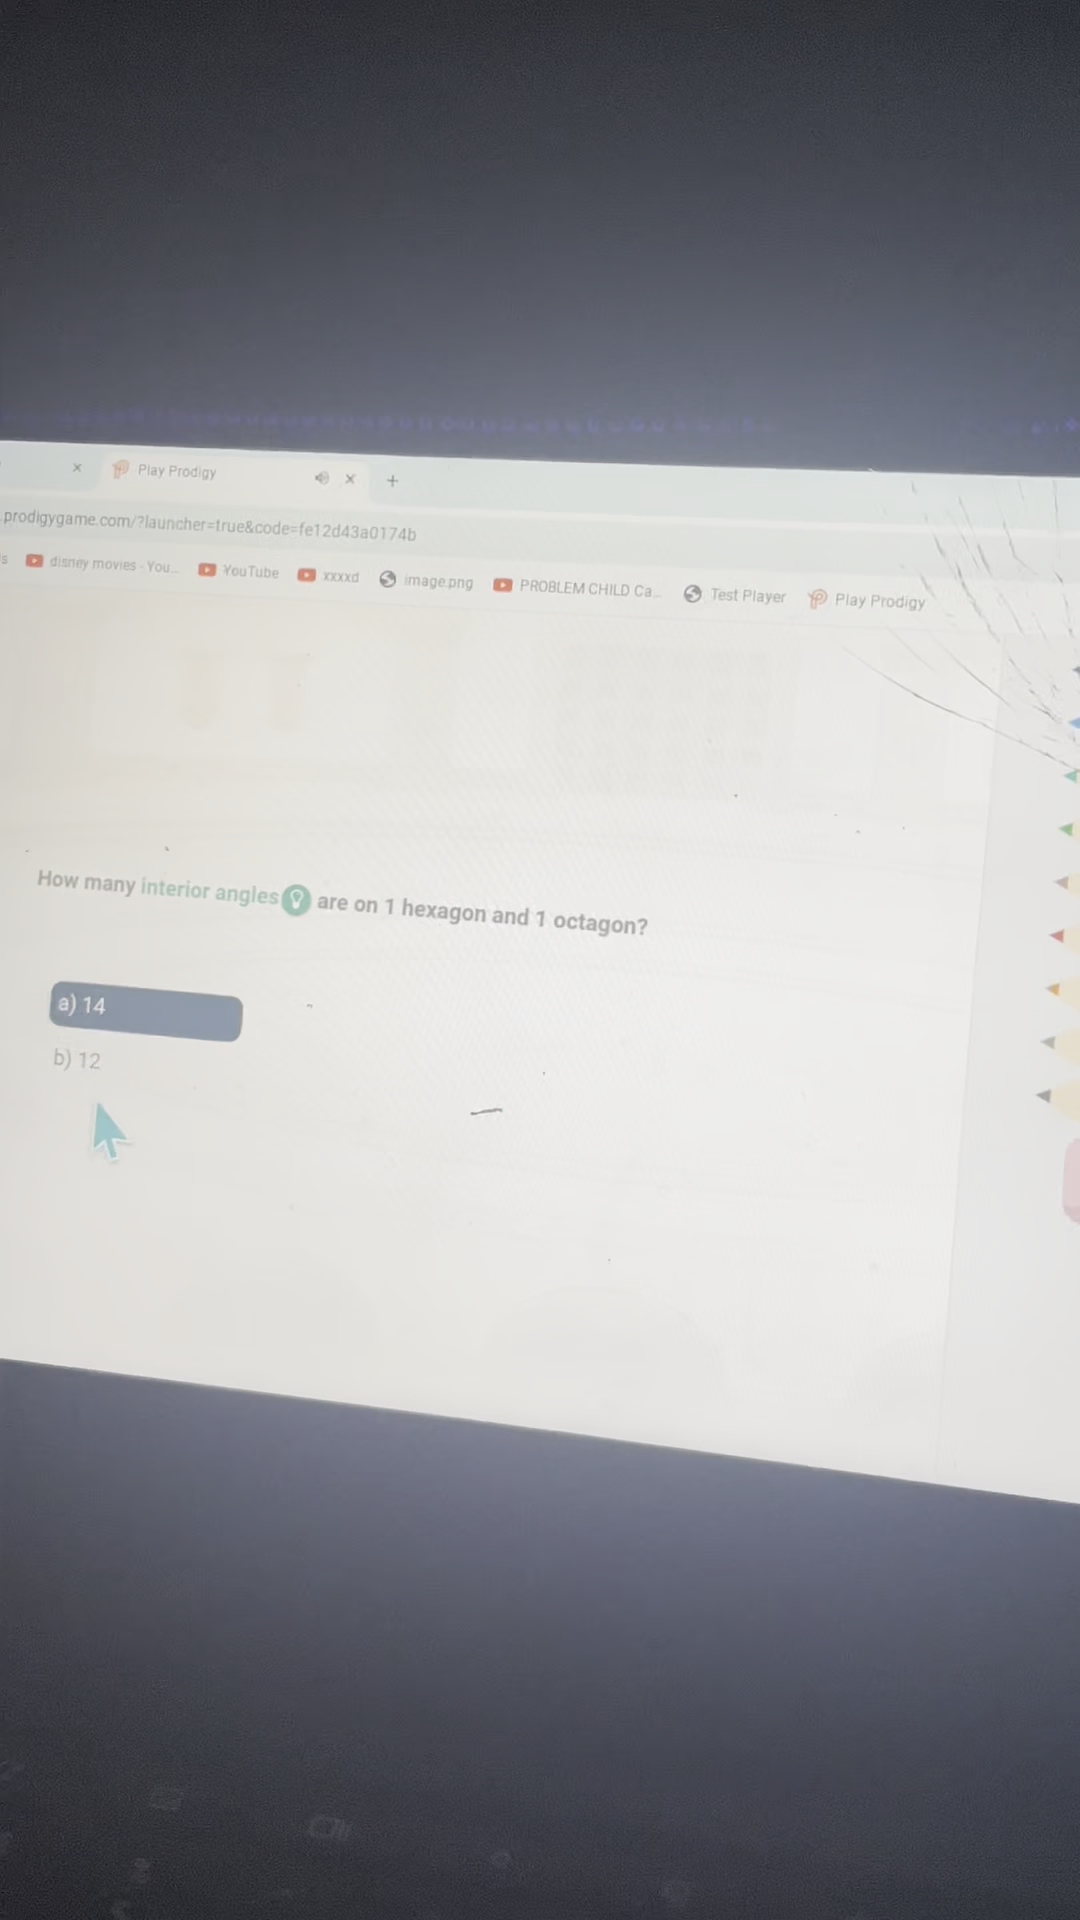 Play Prodigy
prodigygame.com/?launcher=true&code=fe12d43a0174b
s disney movies - You... YouTube xxxxd image.png PROBLEM CHILD Ca... Test Player Play Prodigy
How many interior angles are on 1 hexagon and 1 octagon?
a) 14
b) 12